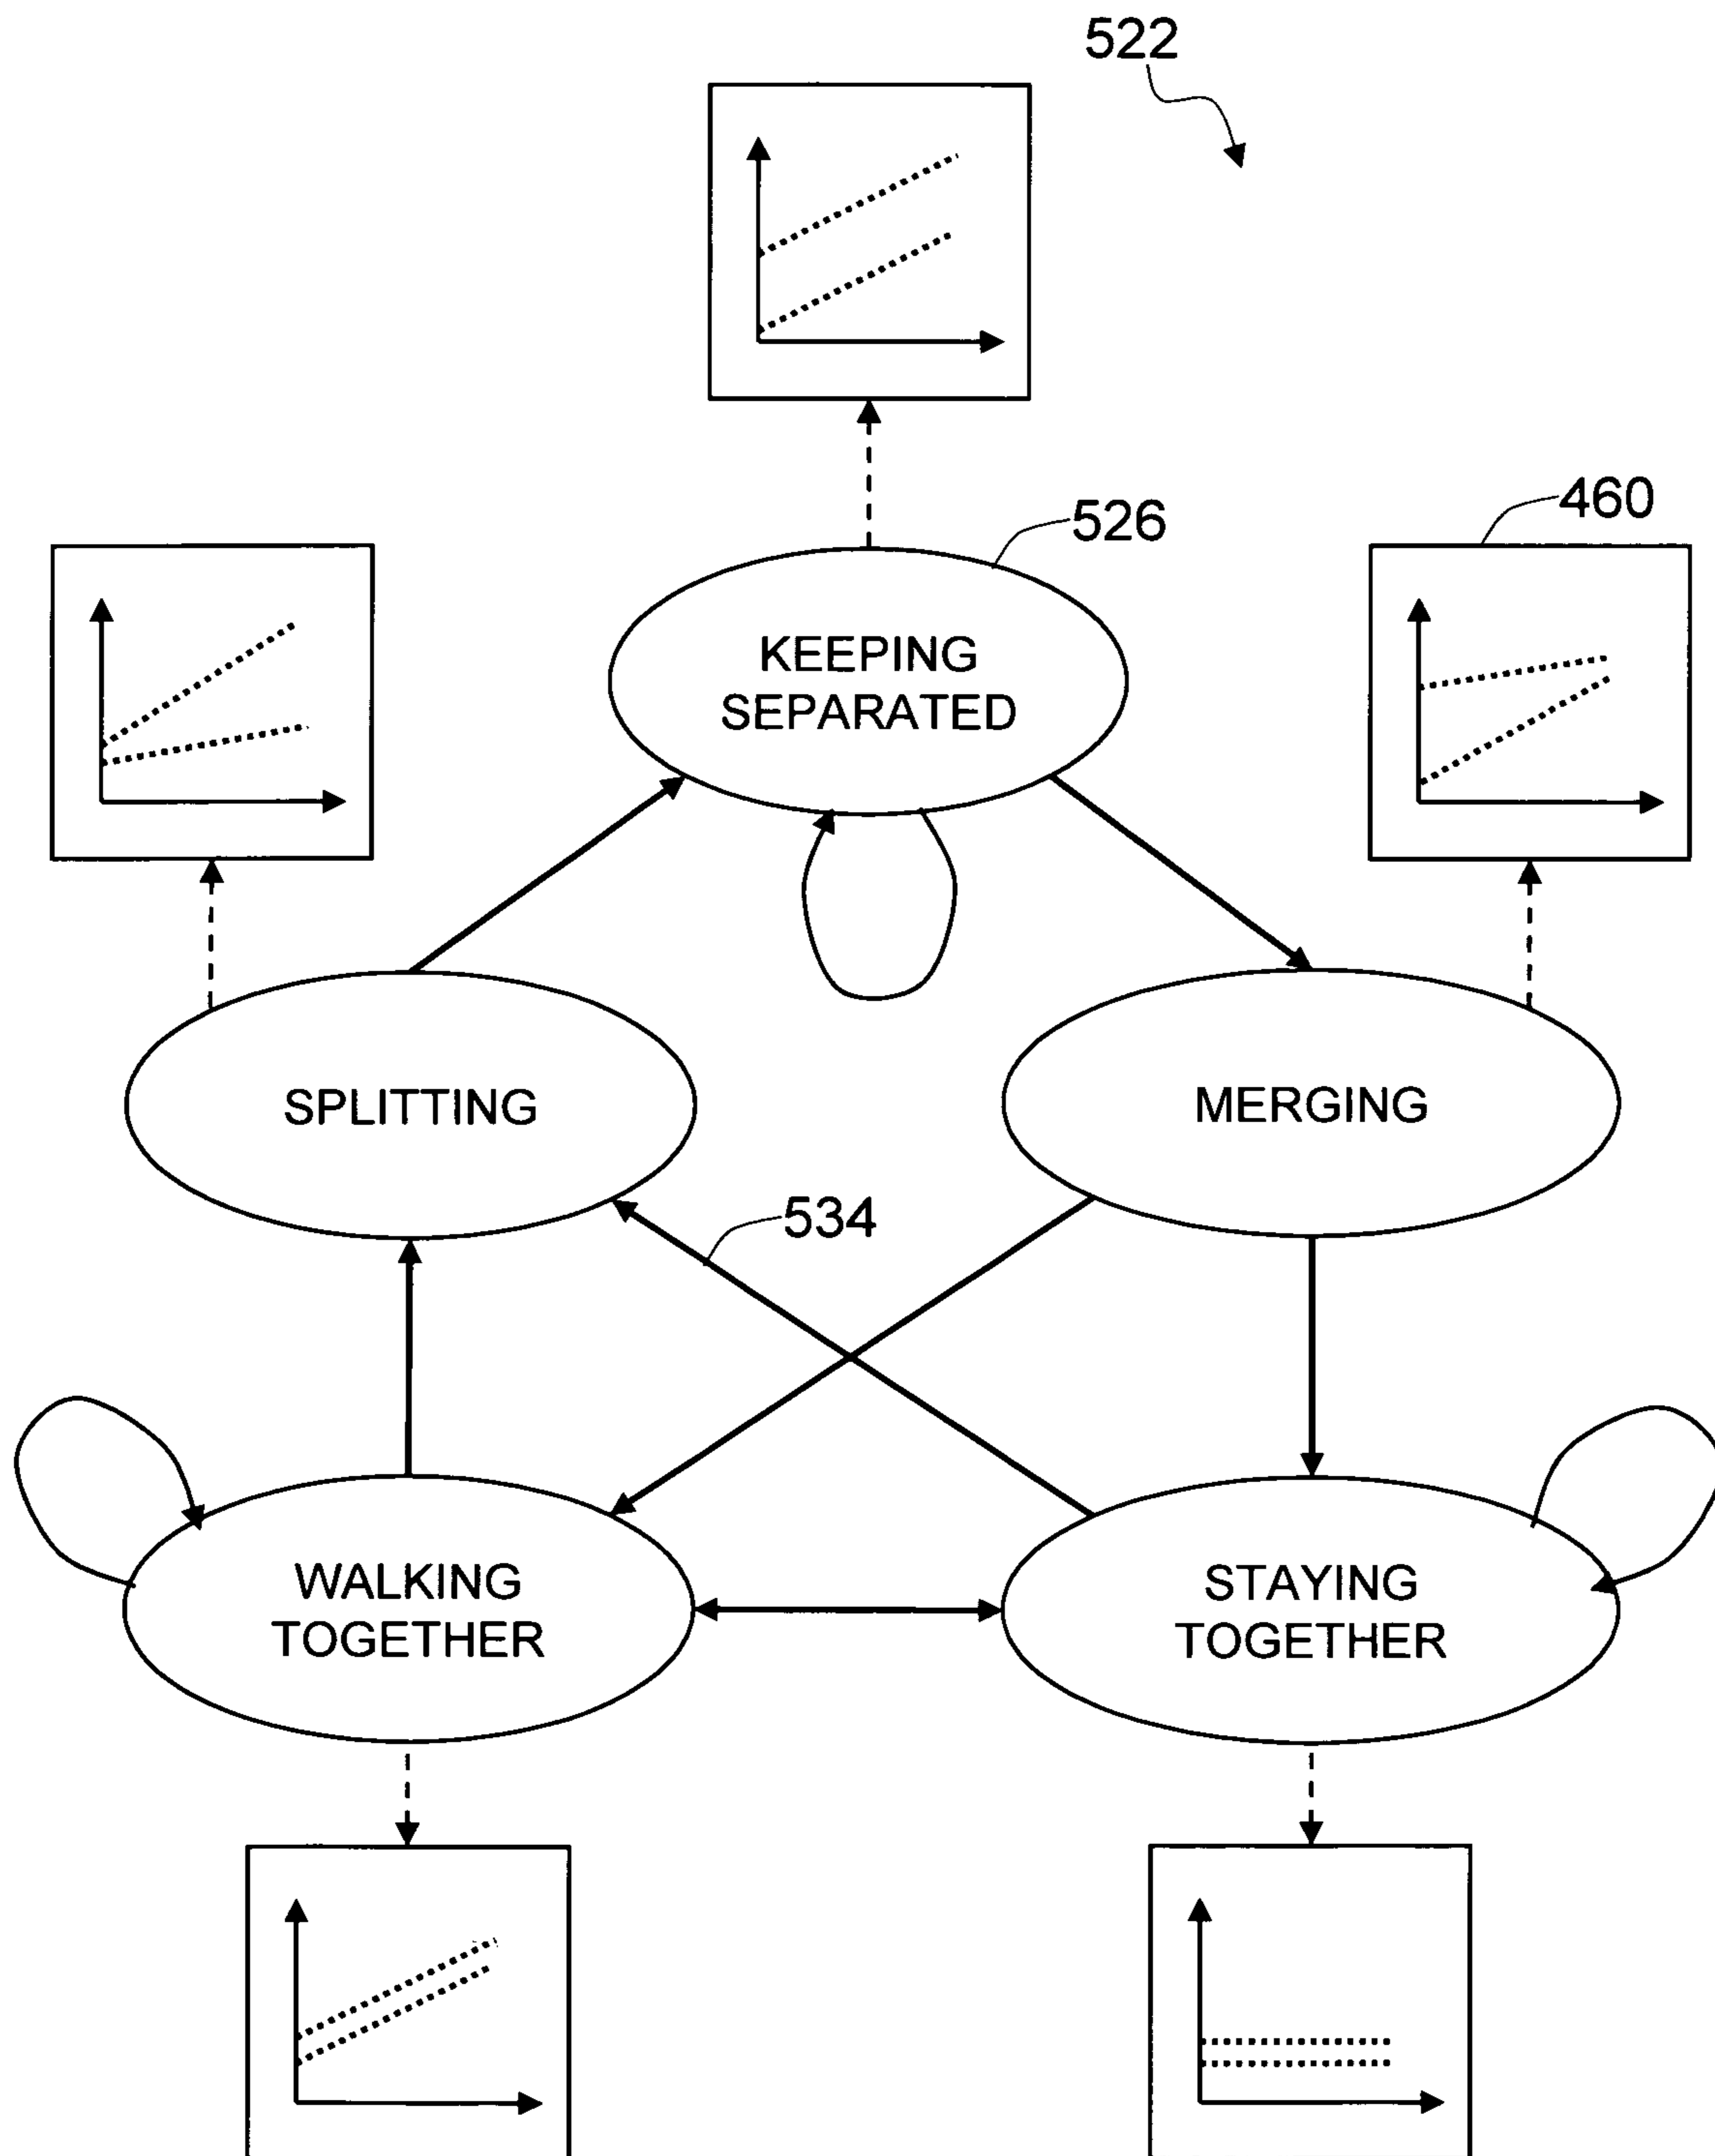 522
526
460
KEEPING
SEPARATED
SPLITTING
MERGING
534
WALKING
TOGETHER
STAYING
TOGETHER